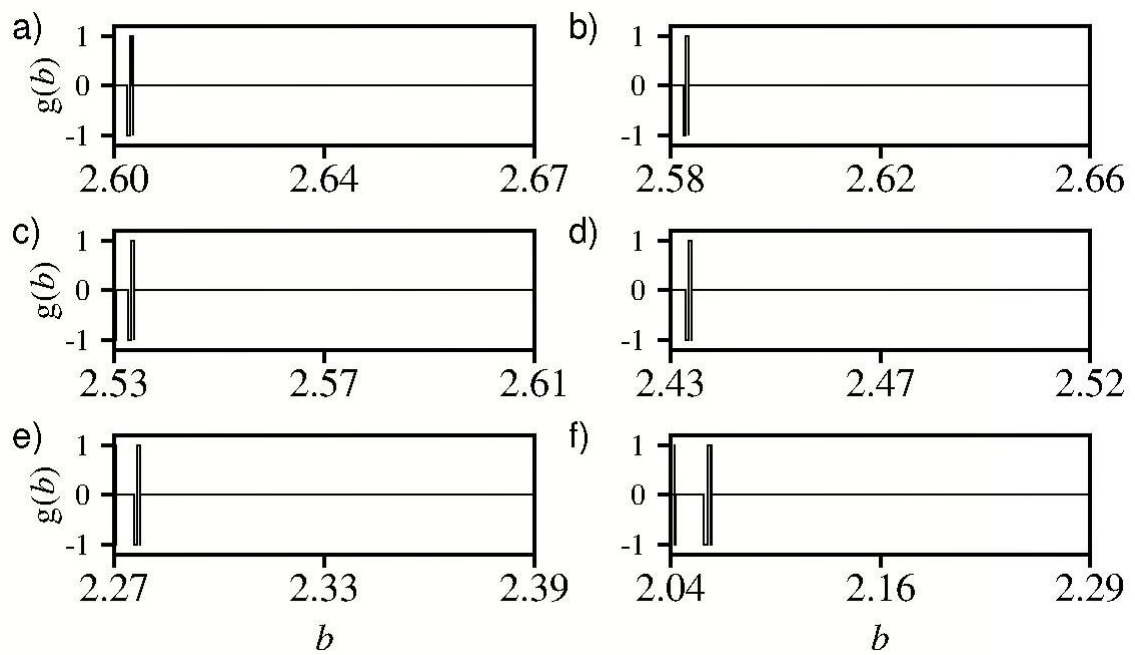 a) b)
g(b) 1 0 -1 1 0 -1
2.60 2.64 2.67 2.58 2.62 2.66
c) d)
g(b) 1 0 -1 1 0 -1
2.53 2.57 2.61 2.43 2.47 2.52
e) f)
g(b) 1 0 -1 1 0 -1
2.27 2.33 2.39 2.04 2.16 2.29
b b